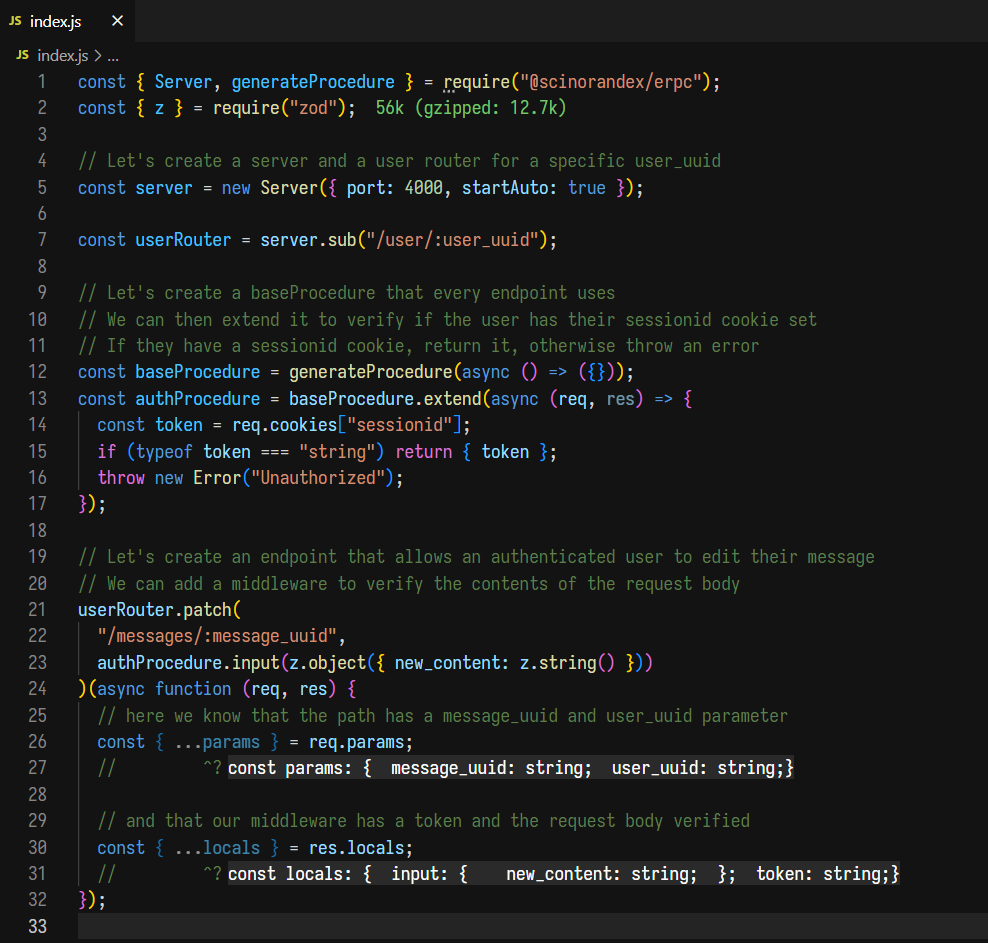 JS index.js ×
JS index.js > ...
1 const { Server, generateProcedure } = require("@scinorandex/erpc");
2 const { z } = require("zod"); 56k (gzipped: 12.7k)
3
4 // Let's create a server and a user router for a specific user_uuid
5 const server = new Server({ port: 4000, startAuto: true });
6
7 const userRouter = server.sub("/user/:user_uuid");
8
9 // Let's create a baseProcedure that every endpoint uses
10 // We can then extend it to verify if the user has their sessionid cookie set
11 // If they have a sessionid cookie, return it, otherwise throw an error
12 const baseProcedure = generateProcedure(async () => ({}));
13 const authProcedure = baseProcedure.extend(async (req, res) => {
14   const token = req.cookies["sessionid"];
15   if (typeof token === "string") return { token };
16   throw new Error("Unauthorized");
17 });
18
19 // Let's create an endpoint that allows an authenticated user to edit their message
20 // We can add a middleware to verify the contents of the request body
21 userRouter.patch(
22   "/messages/:message_uuid",
23   authProcedure.input(z.object({ new_content: z.string() }))
24 )(async function (req, res) {
25   // here we know that the path has a message_uuid and user_uuid parameter
26   const { ...params } = req.params;
27   //         ^? const params: {  message_uuid: string;  user_uuid: string;}
28
29   // and that our middleware has a token and the request body verified
30   const { ...locals } = res.locals;
31   //         ^? const locals: {  input: {    new_content: string;  };  token: string;}
32 });
33